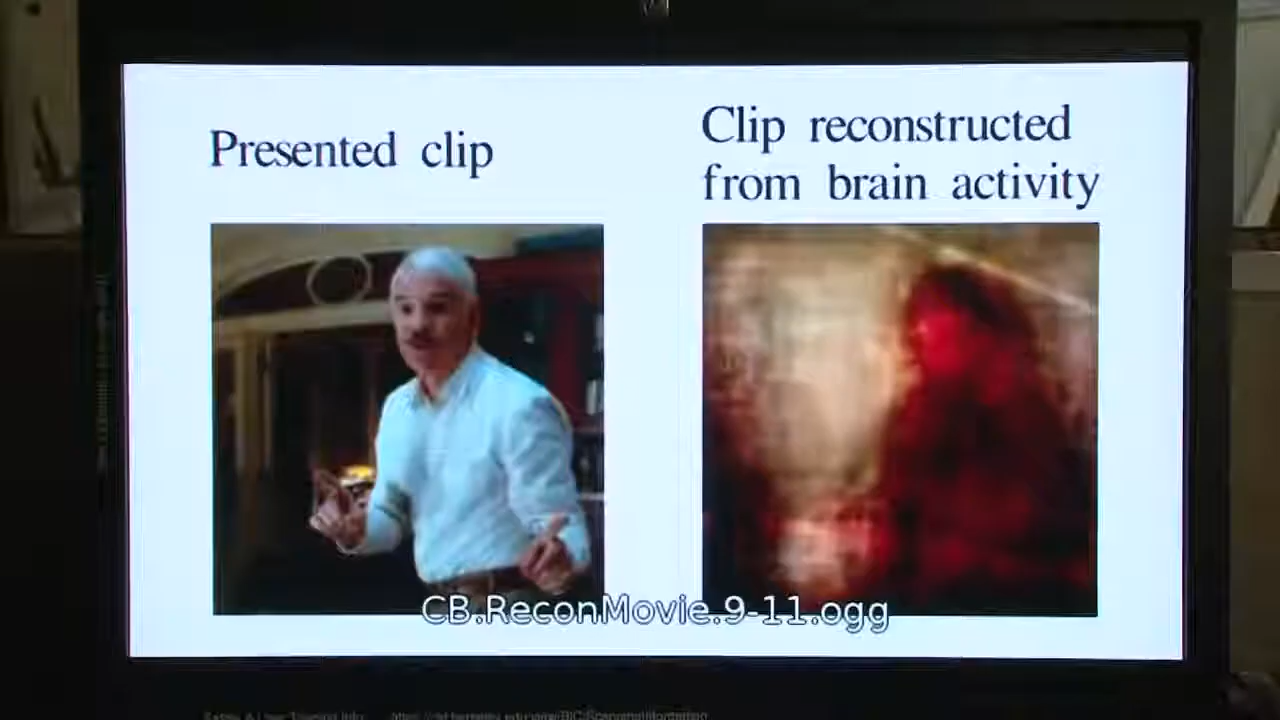 Presented clip
Clip reconstructed
from brain activity
CB.ReconMovie.9-11.ogg